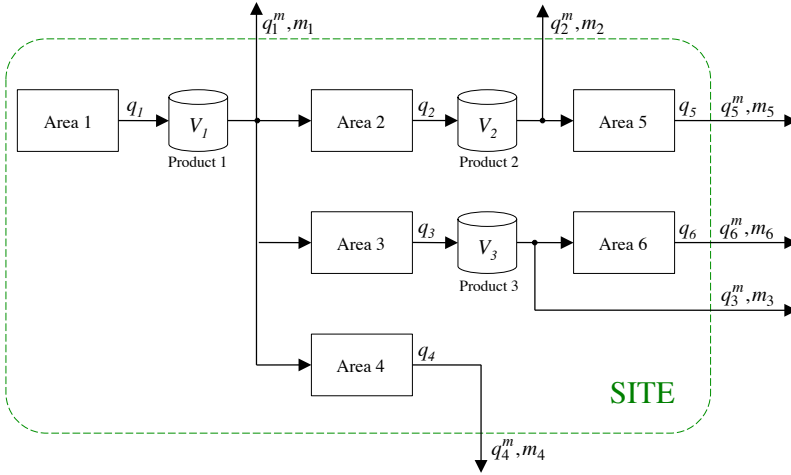 q₁ᵐ, m₁
q₂ᵐ, m₂
Area 1
q₁
V₁
Product 1
Area 2
q₂
V₂
Product 2
Area 5
q₅
q₅ᵐ, m₅
Area 3
q₃
V₃
Product 3
Area 6
q₆
q₆ᵐ, m₆
q₃ᵐ, m₃
Area 4
q₄
q₄ᵐ, m₄
SITE